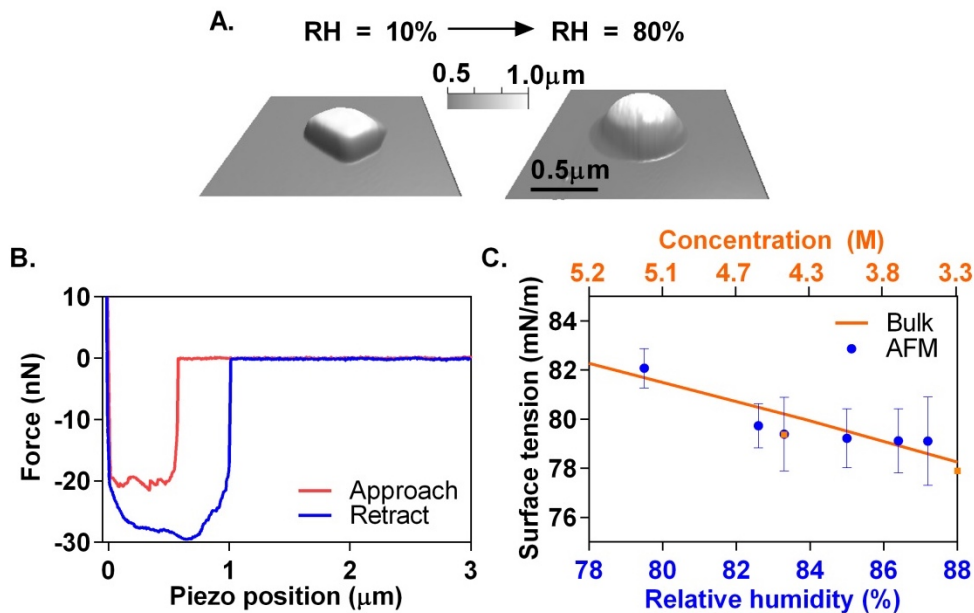 A.
RH = 10%
RH = 80%
0.5
1.0μm
0.5μm
B.
10
0
-10
-20
-30
Force (nN)
Approach
Retract
0
1
2
3
Piezo position (μm)
C.
Concentration (M)
5.2
5.1
4.7
4.3
3.8
3.3
84
82
80
78
76
Surface tension (mN/m)
Bulk
AFM
78
80
82
84
86
88
Relative humidity (%)